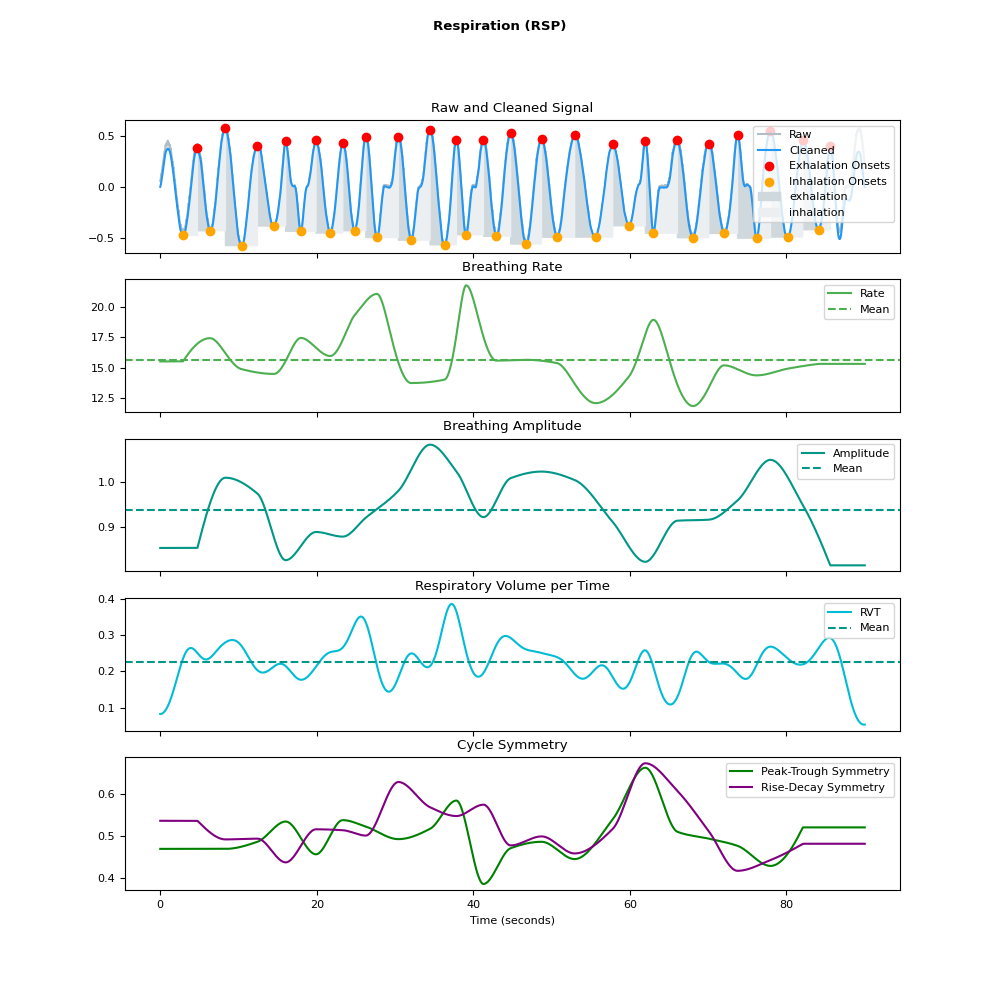 Respiration (RSP)
Raw and Cleaned Signal
0.5
0.0
−0.5
Raw
Cleaned
Exhalation Onsets
Inhalation Onsets
exhalation
inhalation
Breathing Rate
20.0
17.5
15.0
12.5
Rate
Mean
Breathing Amplitude
1.0
0.9
Amplitude
Mean
Respiratory Volume per Time
0.4
0.3
0.2
0.1
RVT
Mean
Cycle Symmetry
0.6
0.5
0.4
Peak-Trough Symmetry
Rise-Decay Symmetry
0 20 40 60 80
Time (seconds)